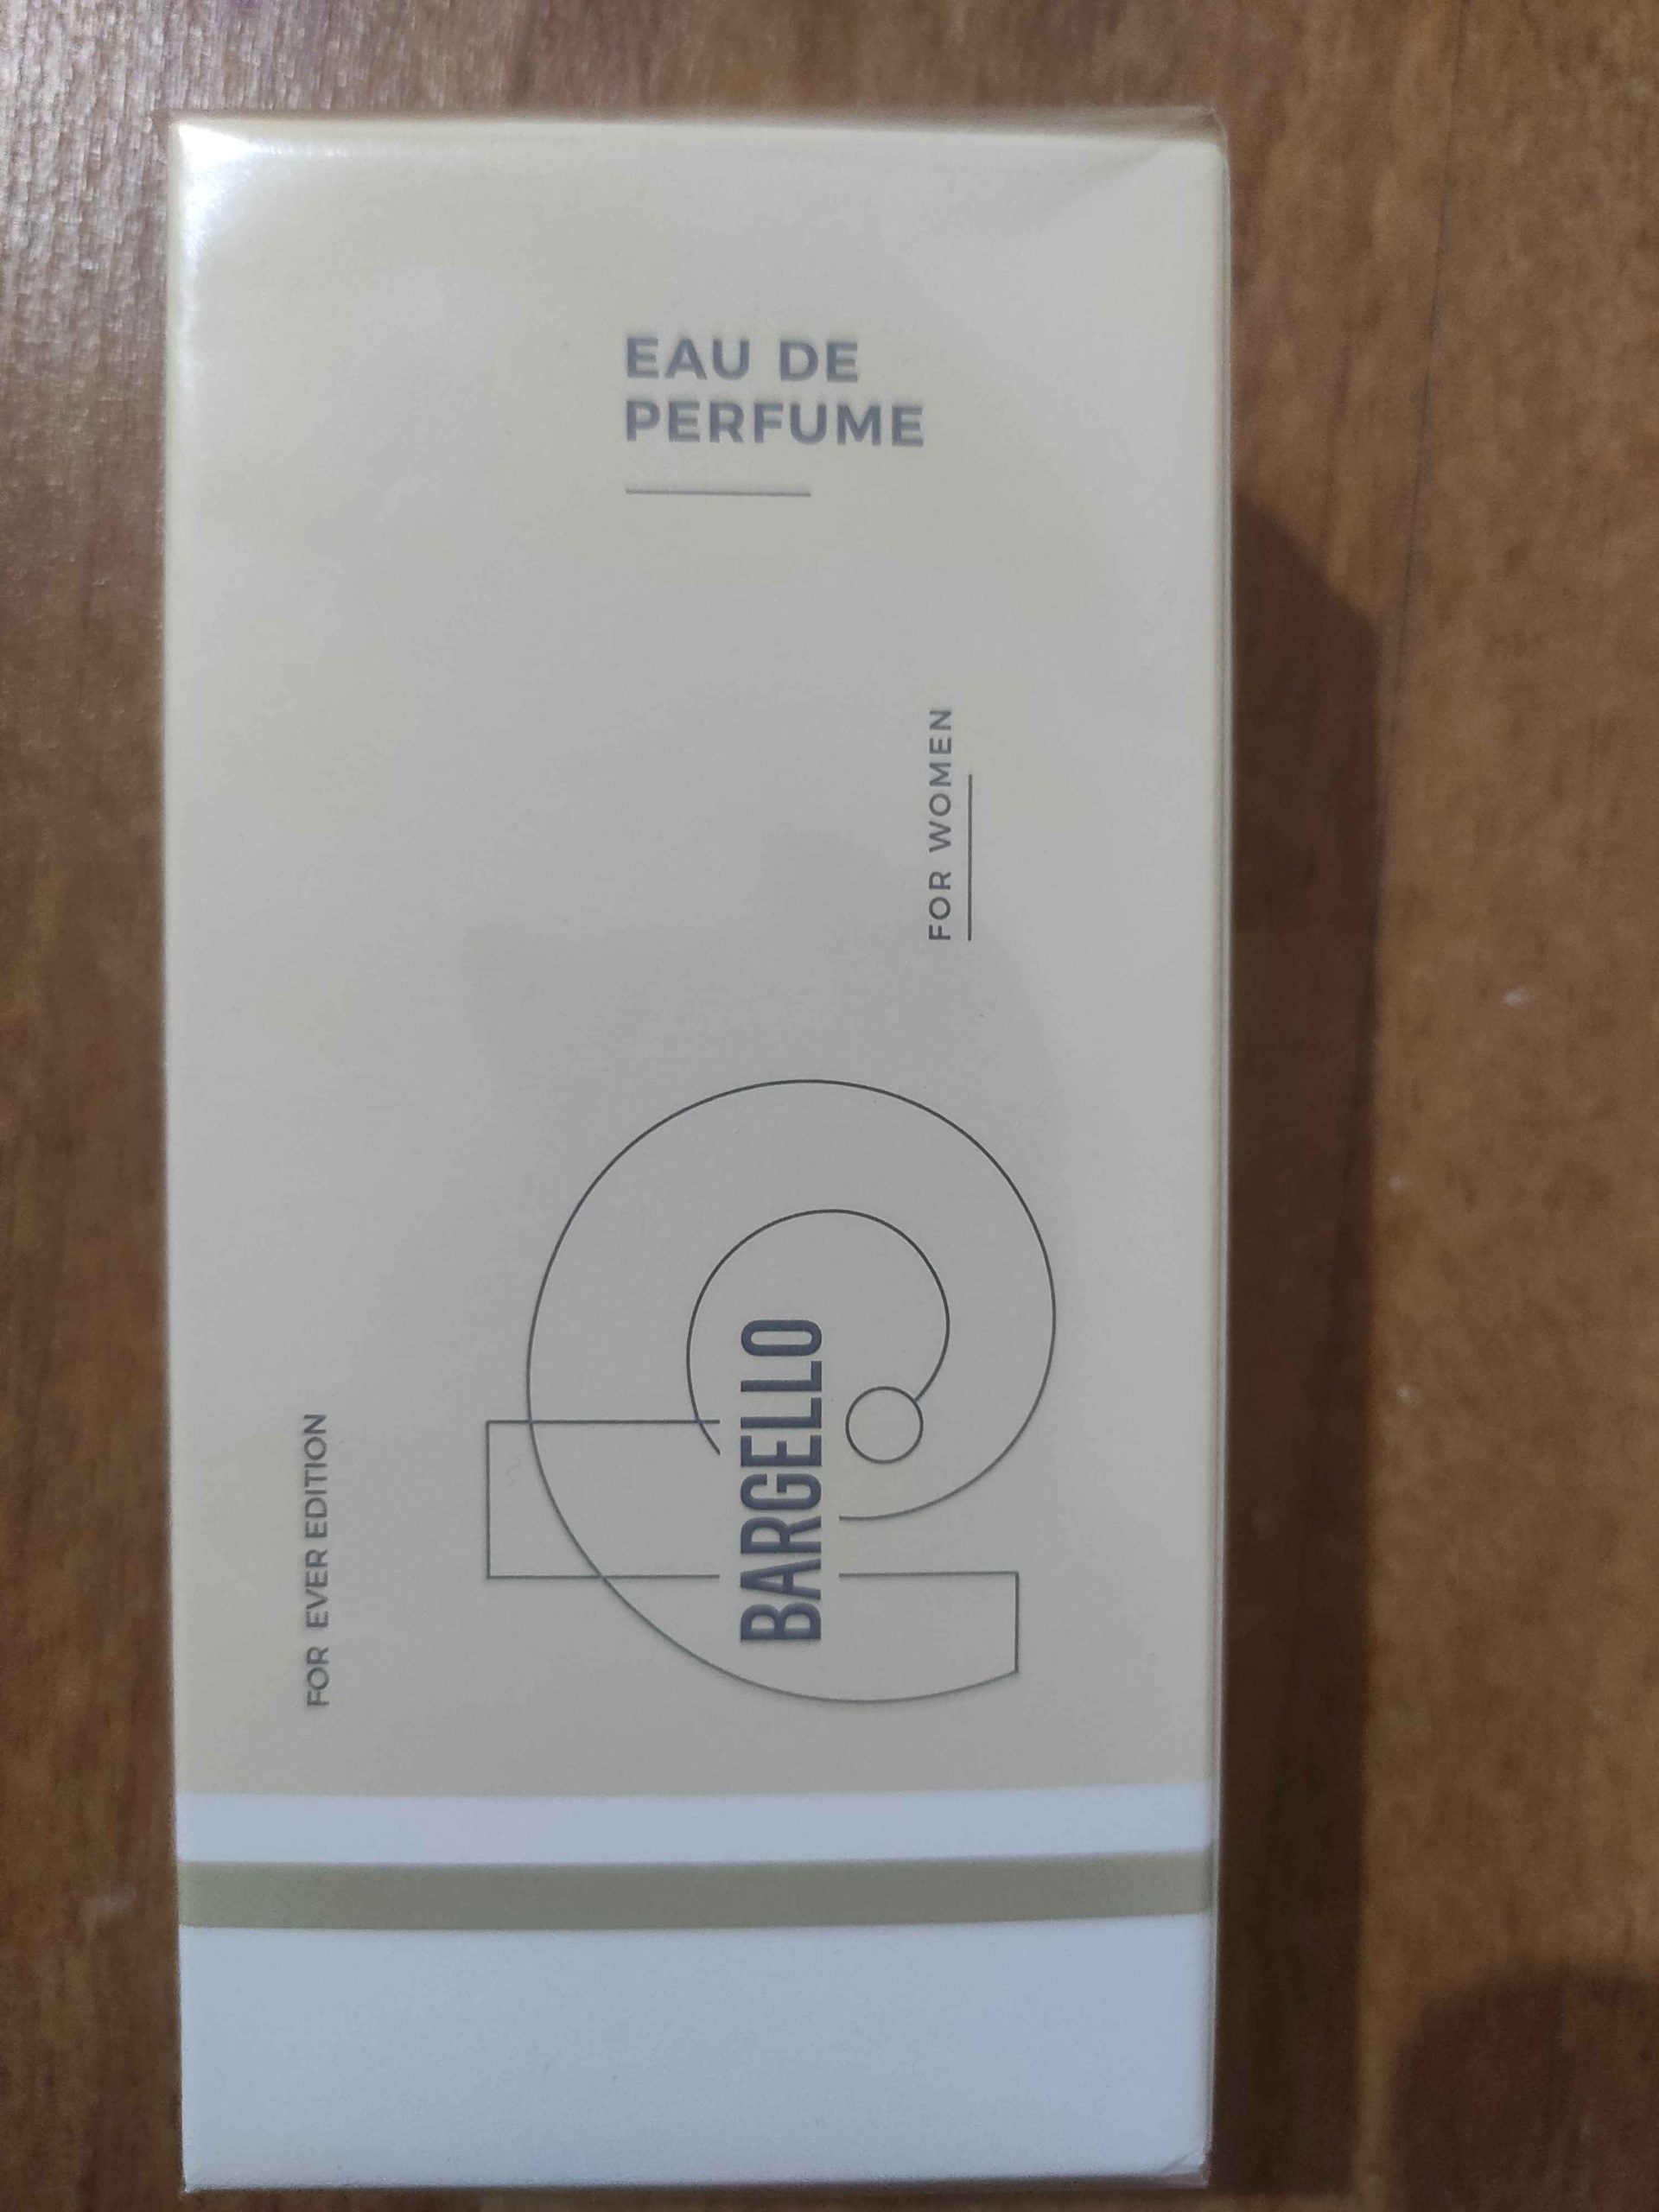 EAU DE
PERFUME
FOR WOMEN
BARGELLO
FOR EVER EDITION